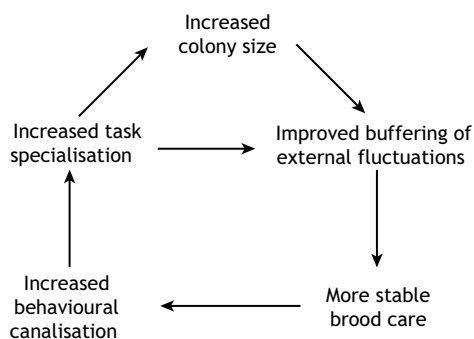 Increased
colony size
Increased task
specialisation
Improved buffering of
external fluctuations
Increased
behavioural
canalisation
More stable
brood care